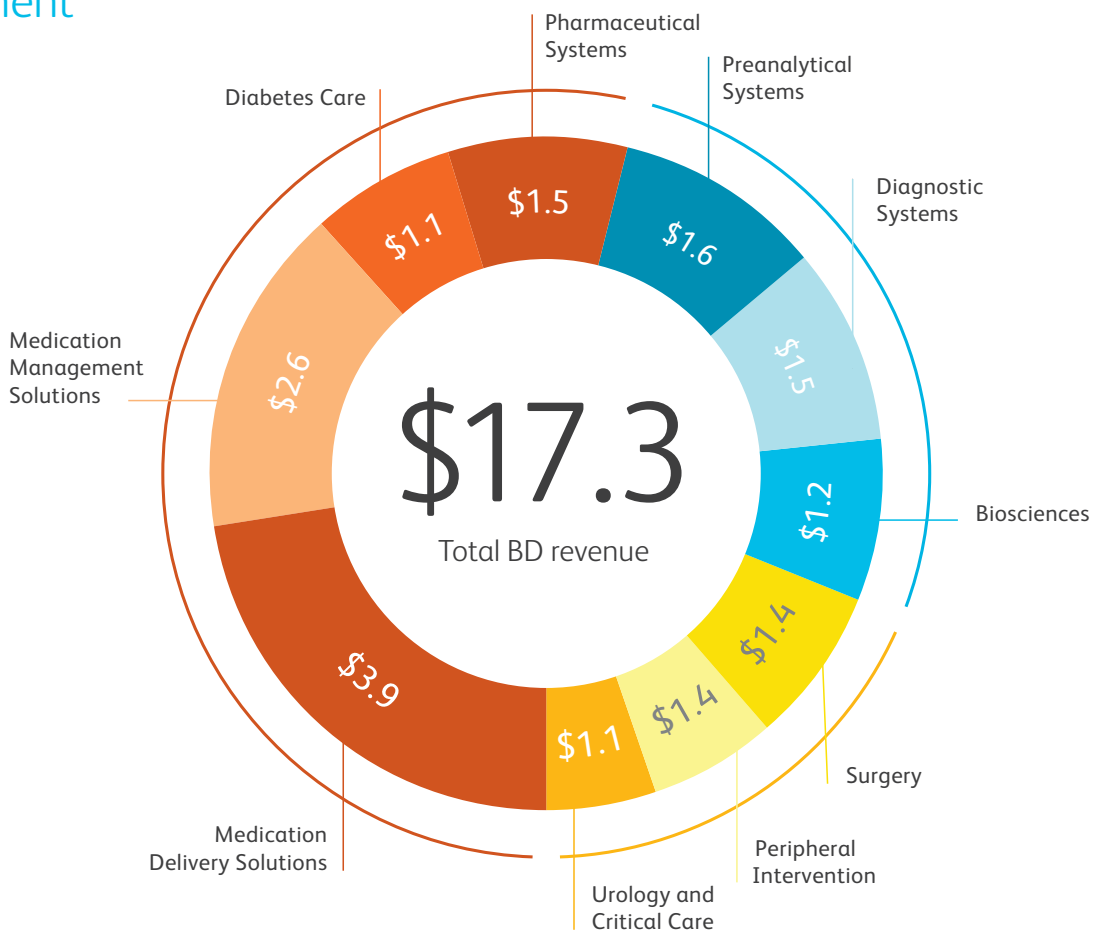 Pharmaceutical
Systems
Preanalytical
Systems
Diabetes Care
Diagnostic
Systems
$1.5
$1.6
$1.1
$1.5
Medication
Management
Solutions
$2.6
$17.3
Total BD revenue
$1.2
Biosciences
$1.4
$3.9
$1.4
$1.1
Surgery
Medication
Delivery Solutions
Peripheral
Intervention
Urology and
Critical Care